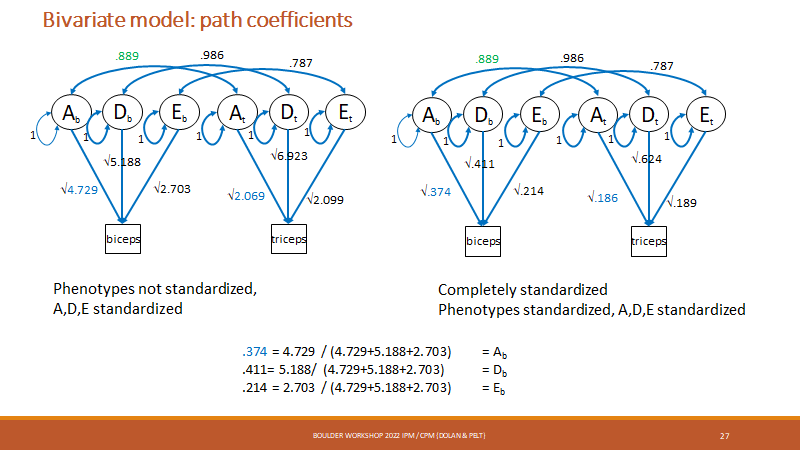 Bivariate model: path coefficients
.889 .986 .787 .889 .986 .787
Ab Db Eb At Dt Et Ab Db Eb At Dt Et
1 1 1 1 1 1 1 1 1 1 1 1
√5.188 √6.923 √.411 √.624
√4.729 √2.703 √2.069 √2.099 √.374 √.214 √.186 √.189
biceps triceps biceps triceps
Phenotypes not standardized,
A,D,E standardized
Completely standardized
Phenotypes standardized, A,D,E standardized
.374 = 4.729 / (4.729+5.188+2.703) = Ab
.411= 5.188/ (4.729+5.188+2.703) = Db
.214 = 2.703 / (4.729+5.188+2.703) = Eb
BOULDER WORKSHOP 2022 IPM / CPM (DOLAN & PELT)
27